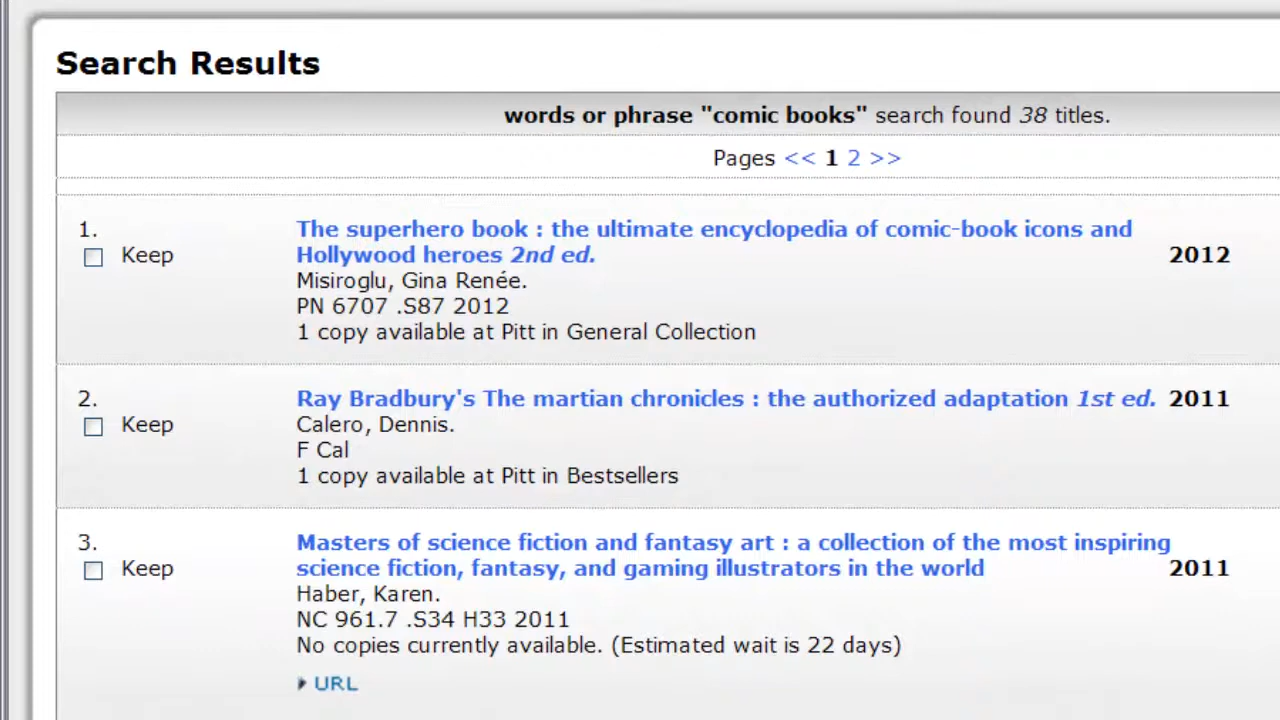 Search Results
words or phrase "comic books" search found 38 titles.
Pages << 1 2 >>
1.
Keep
The superhero book : the ultimate encyclopedia of comic-book icons and
Hollywood heroes 2nd ed.
2012
Misiroglu, Gina Renée.
PN 6707 .S87 2012
1 copy available at Pitt in General Collection
2.
Keep
Ray Bradbury's The martian chronicles : the authorized adaptation 1st ed.
2011
Calero, Dennis.
F Cal
1 copy available at Pitt in Bestsellers
3.
Keep
Masters of science fiction and fantasy art : a collection of the most inspiring
science fiction, fantasy, and gaming illustrators in the world
2011
Haber, Karen.
NC 961.7 .S34 H33 2011
No copies currently available. (Estimated wait is 22 days)
URL